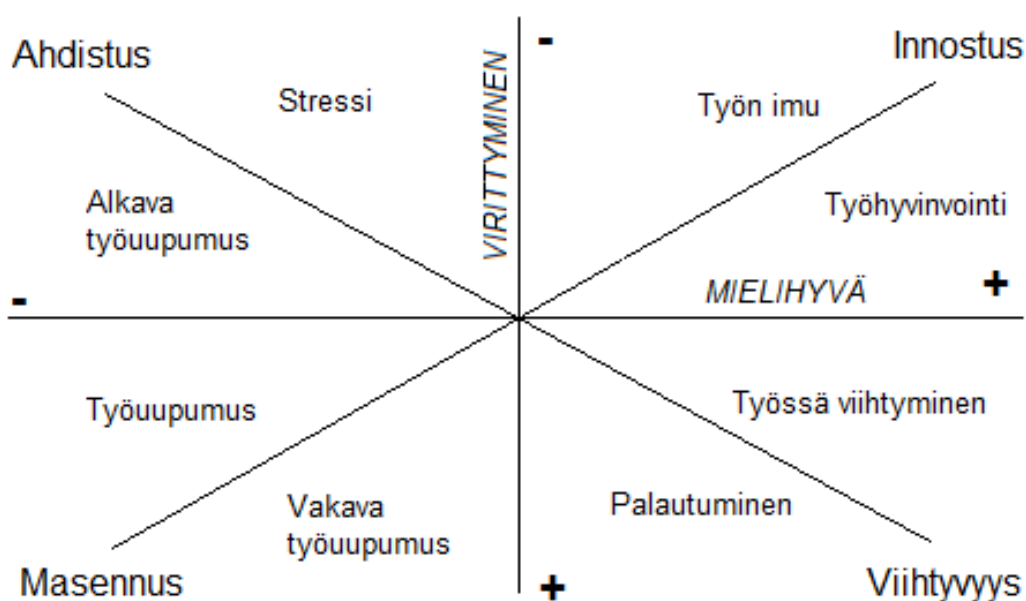 Ahdistus
-
Innostus
Stressi
VIRITTYMINEN
Työn imu
Alkava
työuupumus
Työhyvinvointi
-
MIELIHYVÄ
+
Työuupumus
Työssä viihtyminen
Vakava
työuupumus
Palautuminen
Masennus
+
Viihtyvyys